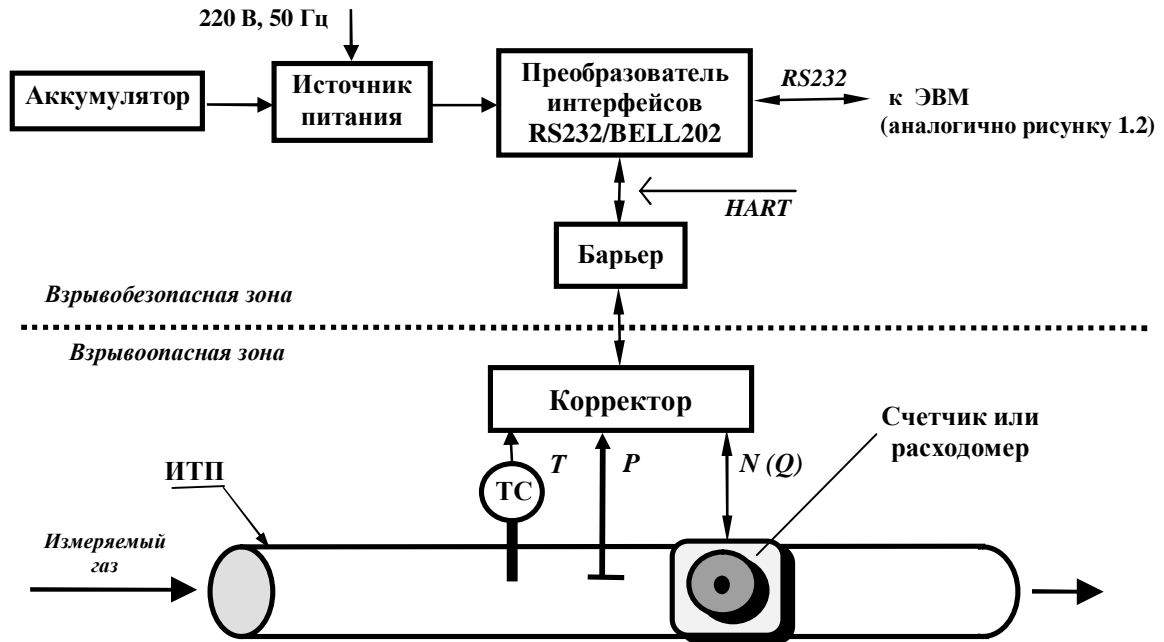 220 В, 50 Гц
Аккумулятор
Источник
питания
Преобразователь
интерфейсов
RS232/BELL202
RS232
к ЭВМ
(аналогично рисунку 1.2)
HART
Барьер
Взрывобезопасная зона
Взрывоопасная зона
Корректор
Счетчик или
расходомер
ИТП
ТС
T
P
N (Q)
Измеряемый
газ